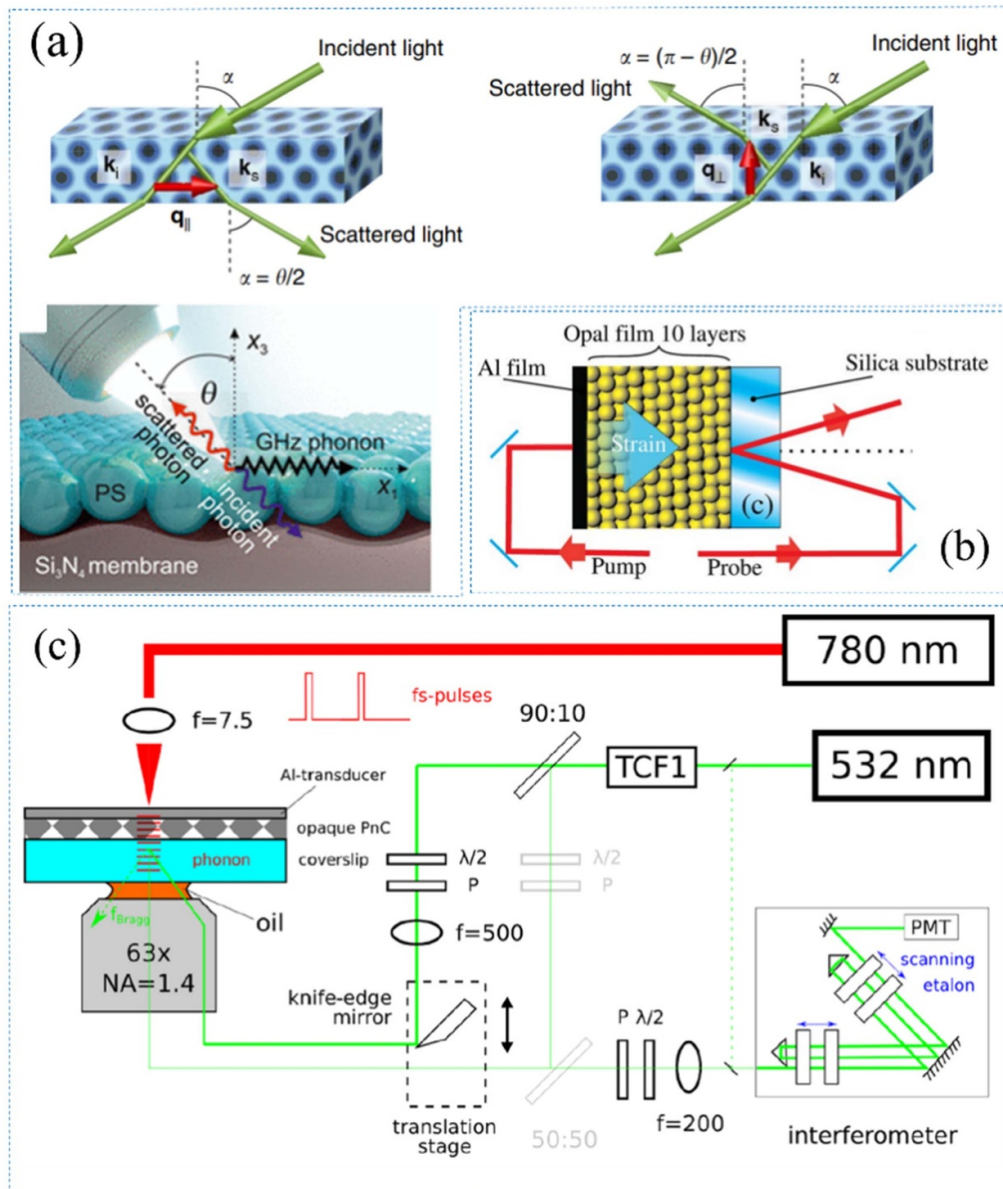 (a)
Incident light
α
k_i
k_s
q_∥
Scattered light
α = θ/2
α = (π − θ)/2
Incident light
Scattered light
α
k_s
q_⊥
k_i
x_3
θ
scattered photon
GHz phonon
x_1
incident photon
PS
Si_3N_4 membrane
Opal film 10 layers
Al film
Silica substrate
Strain
(c)
Pump
Probe
(b)
(c)
780 nm
fs-pulses
f=7.5
90:10
TCF1
532 nm
Al-transducer
opaque PnC
coverslip
phonon
λ/2
P
λ/2
P
f_Bragg
oil
f=500
63x
NA=1.4
knife-edge
mirror
PMT
scanning
etalon
P λ/2
translation
stage
50:50
f=200
interferometer